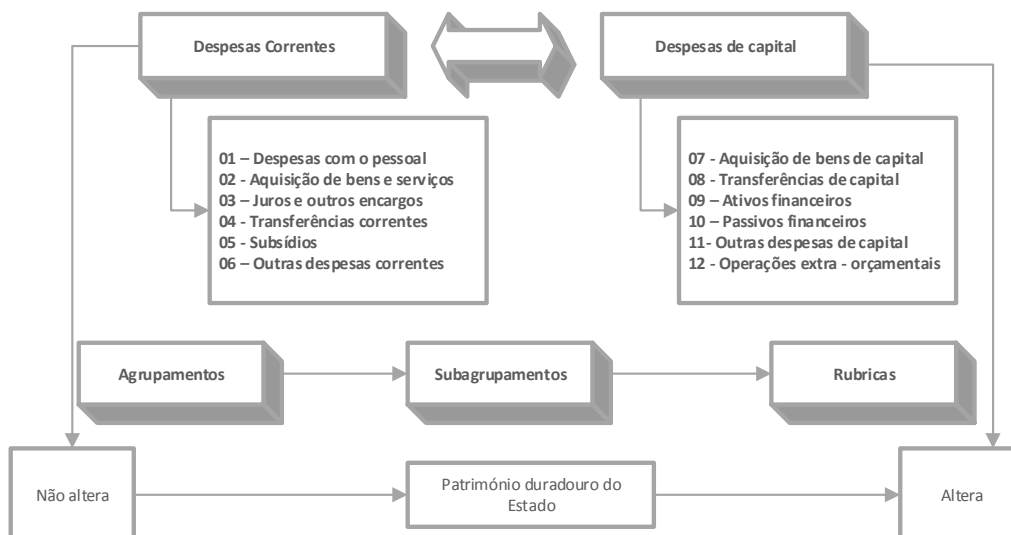 Despesas Correntes
Despesas de capital
01 – Despesas com o pessoal
02 - Aquisição de bens e serviços
03 – Juros e outros encargos
04 - Transferências correntes
05 - Subsídios
06 – Outras despesas correntes
07 - Aquisição de bens de capital
08 - Transferências de capital
09 – Ativos financeiros
10 – Passivos financeiros
11- Outras despesas de capital
12 - Operações extra - orçamentais
Agrupamentos
Subagrupamentos
Rubricas
Não altera
Património duradouro do
Estado
Altera